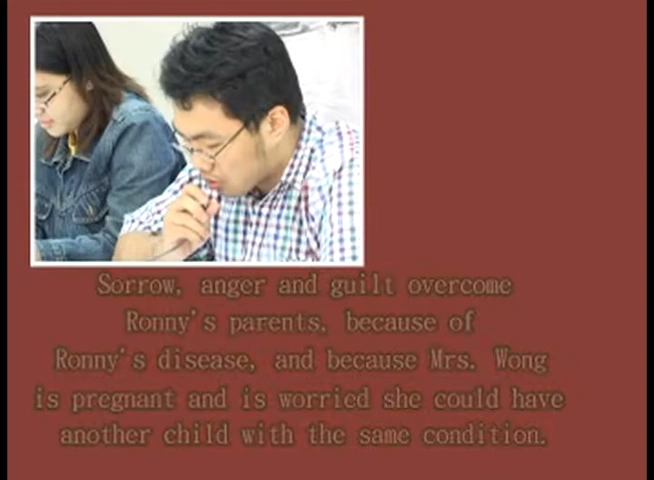 Sorrow, anger and guilt overcome
Ronny's parents, because of
Ronny's disease, and because Mrs. Wong
is pregnant and is worried she could have
another child with the same condition.